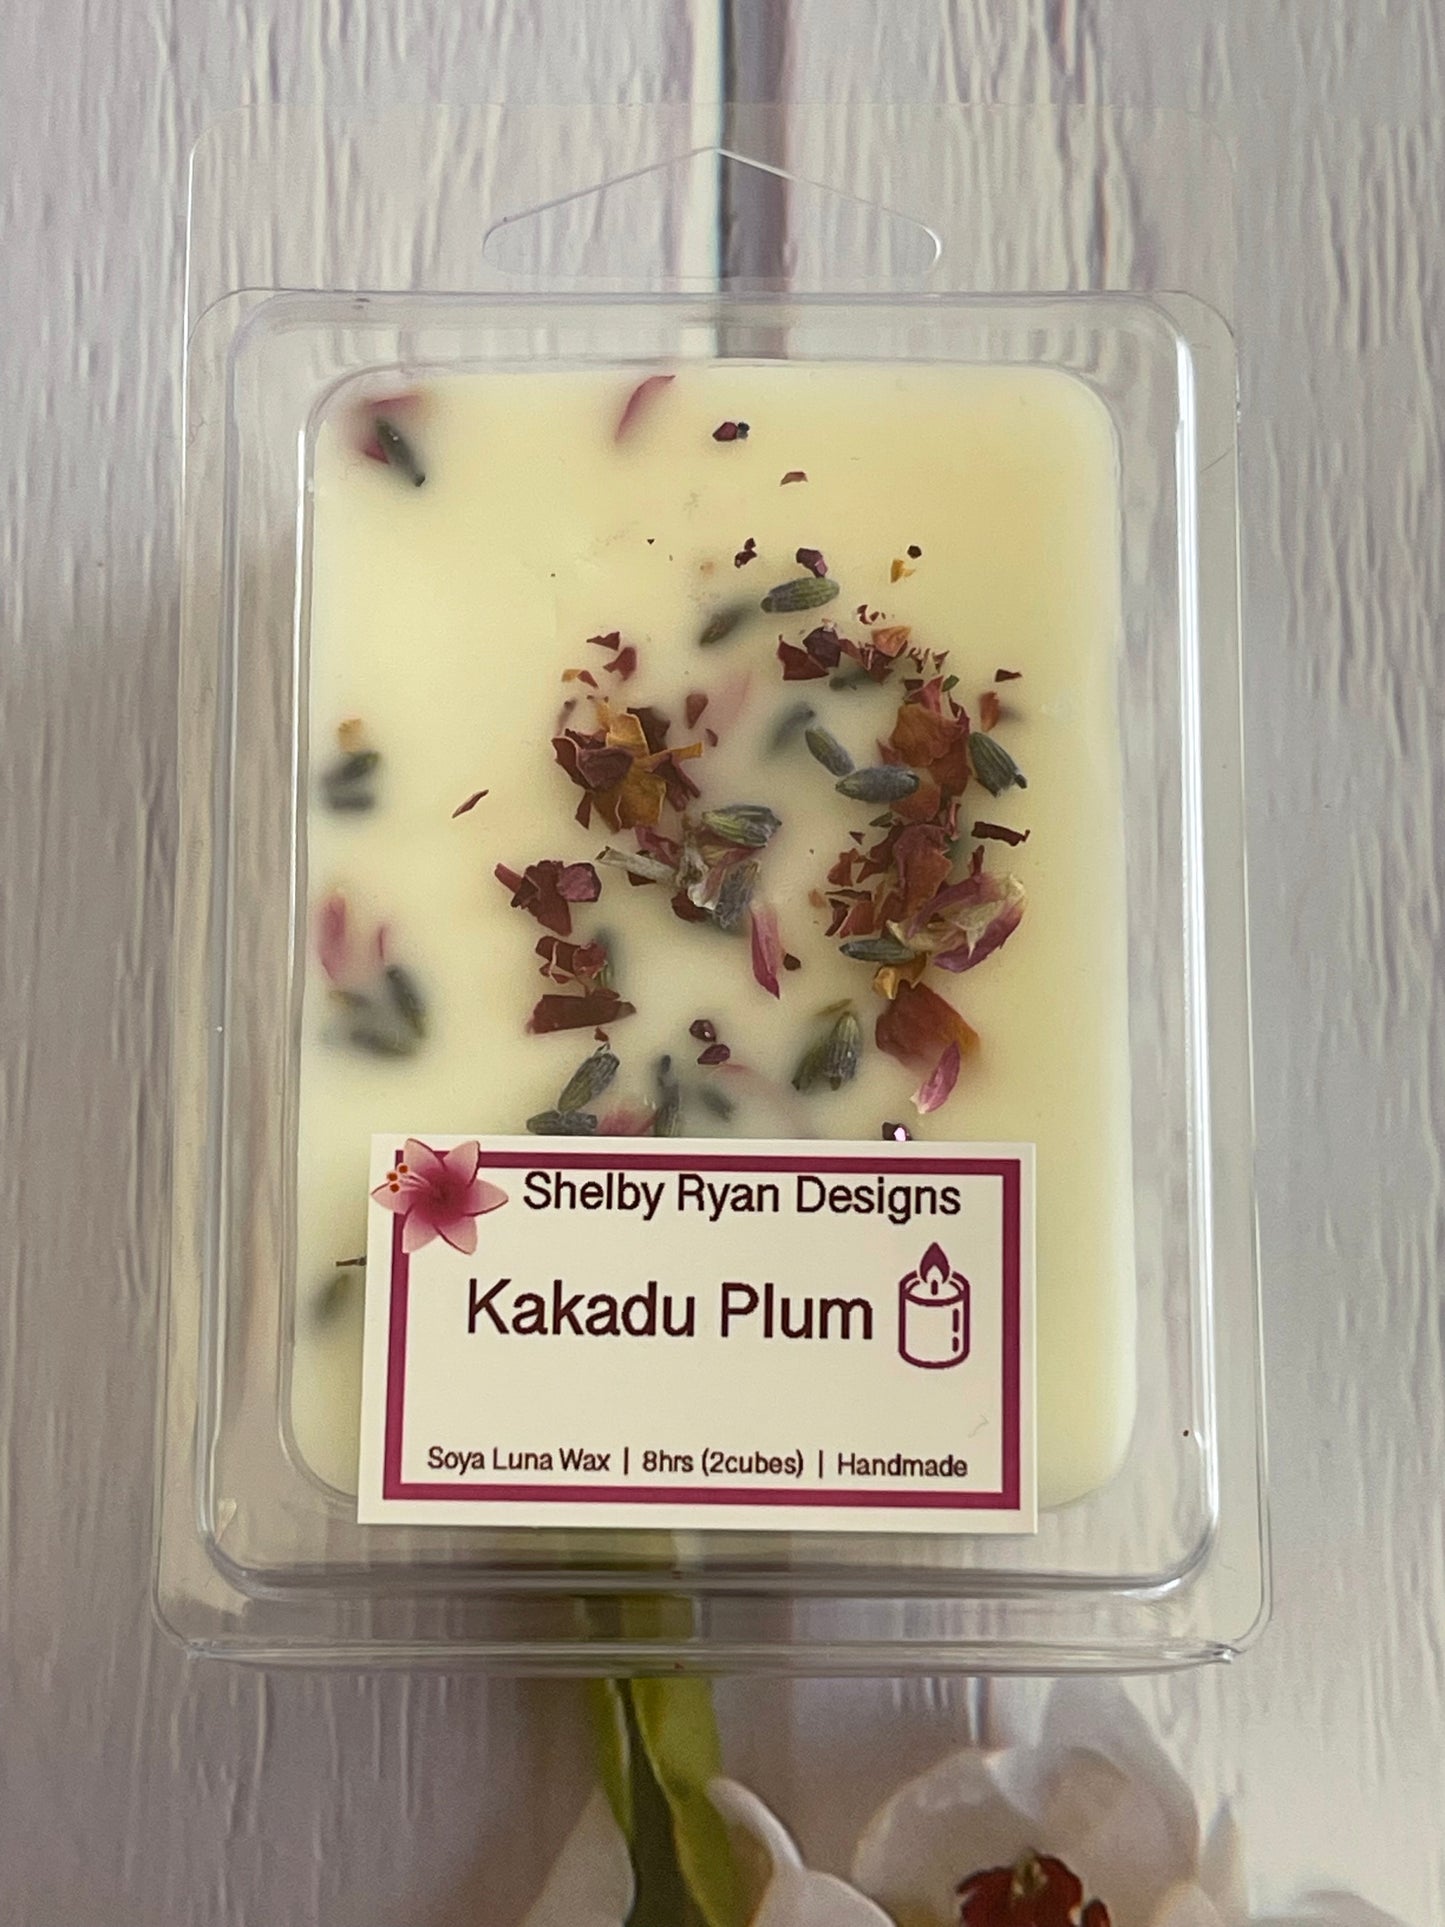 Shelby Ryan Designs
Kakadu Plum
Soya Luna Wax | 8hrs (2cubes) | Handmade